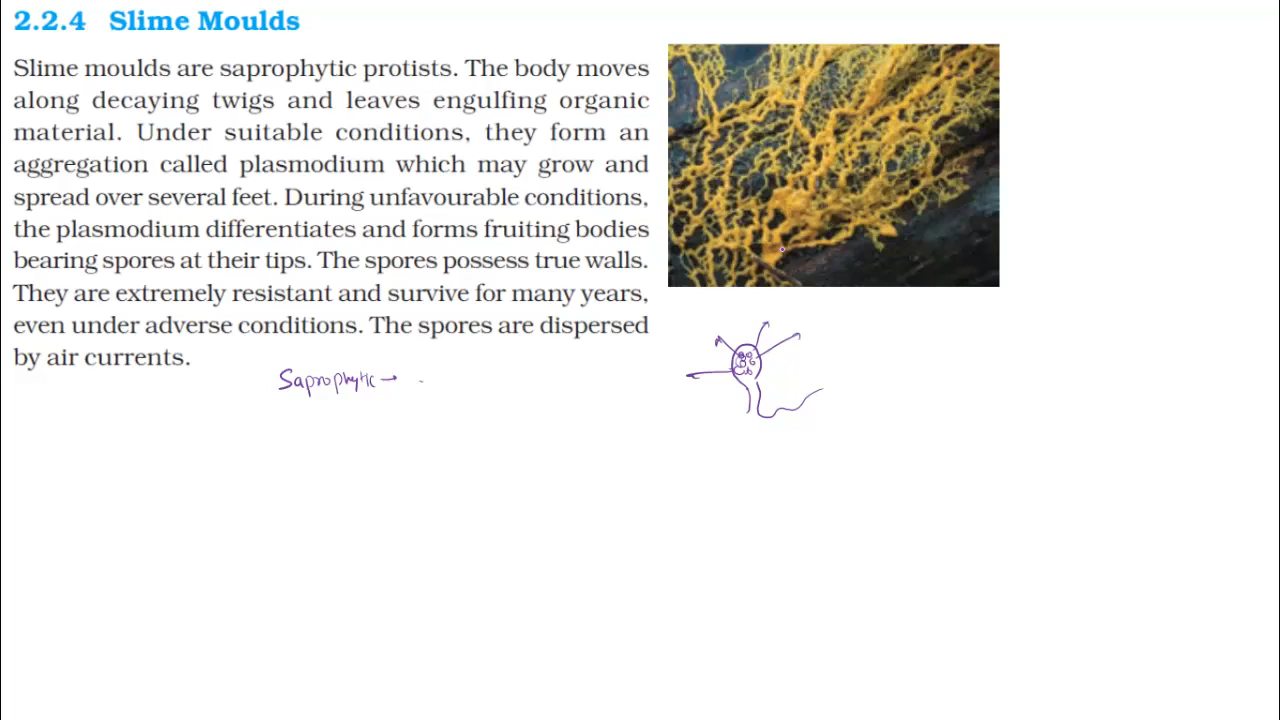 2.2.4 Slime Moulds
Slime moulds are saprophytic protists. The body moves
along decaying twigs and leaves engulfing organic
material. Under suitable conditions, they form an
aggregation called plasmodium which may grow and
spread over several feet. During unfavourable conditions,
the plasmodium differentiates and forms fruiting bodies
bearing spores at their tips. The spores possess true walls.
They are extremely resistant and survive for many years,
even under adverse conditions. The spores are dispersed
by air currents.
Saprophytic →